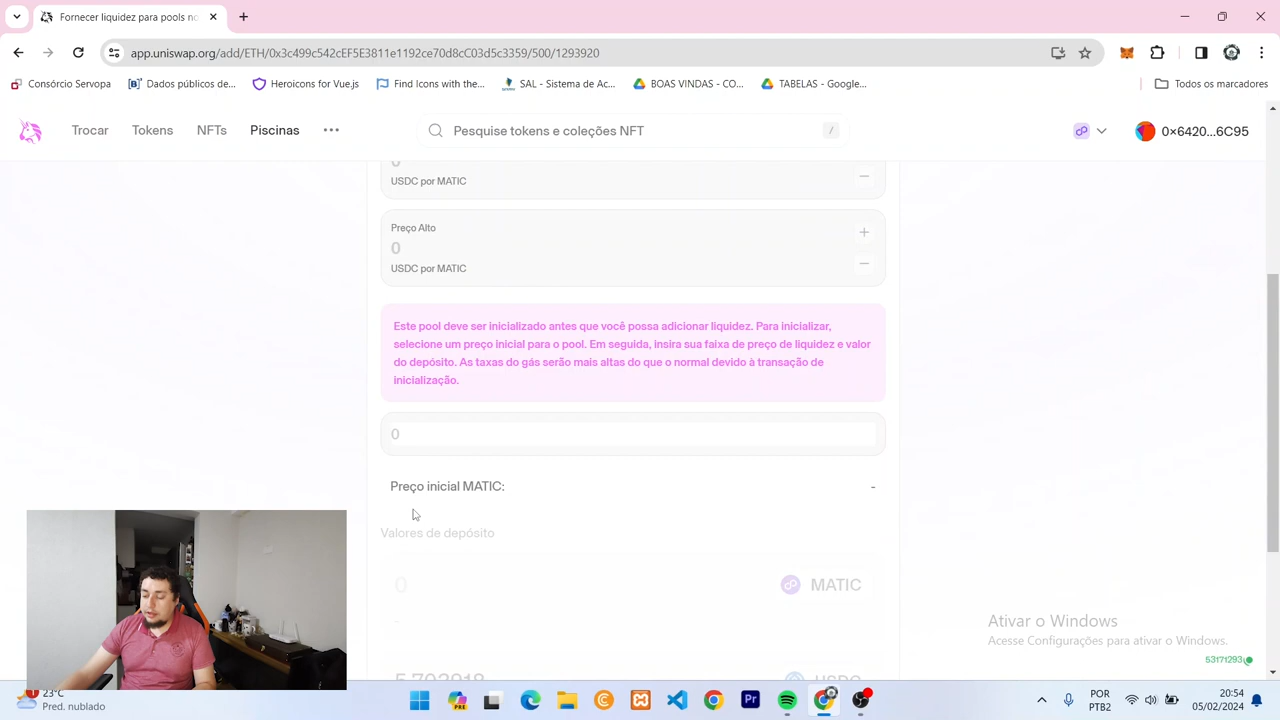 Fornecer liquidez para pools no
app.uniswap.org/add/ETH/0x3c499c542cEF5E3811e1192ce70d8cC03d5c3359/500/1293920
Consórcio Servopa
Dados públicos de...
Heroicons for Vue.js
Find Icons with the...
SAL - Sistema de Ac...
BOAS VINDAS - CO...
TABELAS - Google...
Todos os marcadores
Trocar
Tokens
NFTs
Piscinas
Pesquise tokens e coleções NFT
/
0x6420...6C95
0
USDC por MATIC
Preço Alto
0
USDC por MATIC
Este pool deve ser inicializado antes que você possa adicionar liquidez. Para inicializar,
selecione um preço inicial para o pool. Em seguida, insira sua faixa de preço de liquidez e valor
do depósito. As taxas do gás serão mais altas do que o normal devido à transação de
inicialização.
0
Preço inicial MATIC:
-
Valores de depósito
0
MATIC
-
5.702918
USDC
Ativar o Windows
Acesse Configurações para ativar o Windows.
53171293
23°C
Pred. nublado
POR
PTB2
20:54
05/02/2024